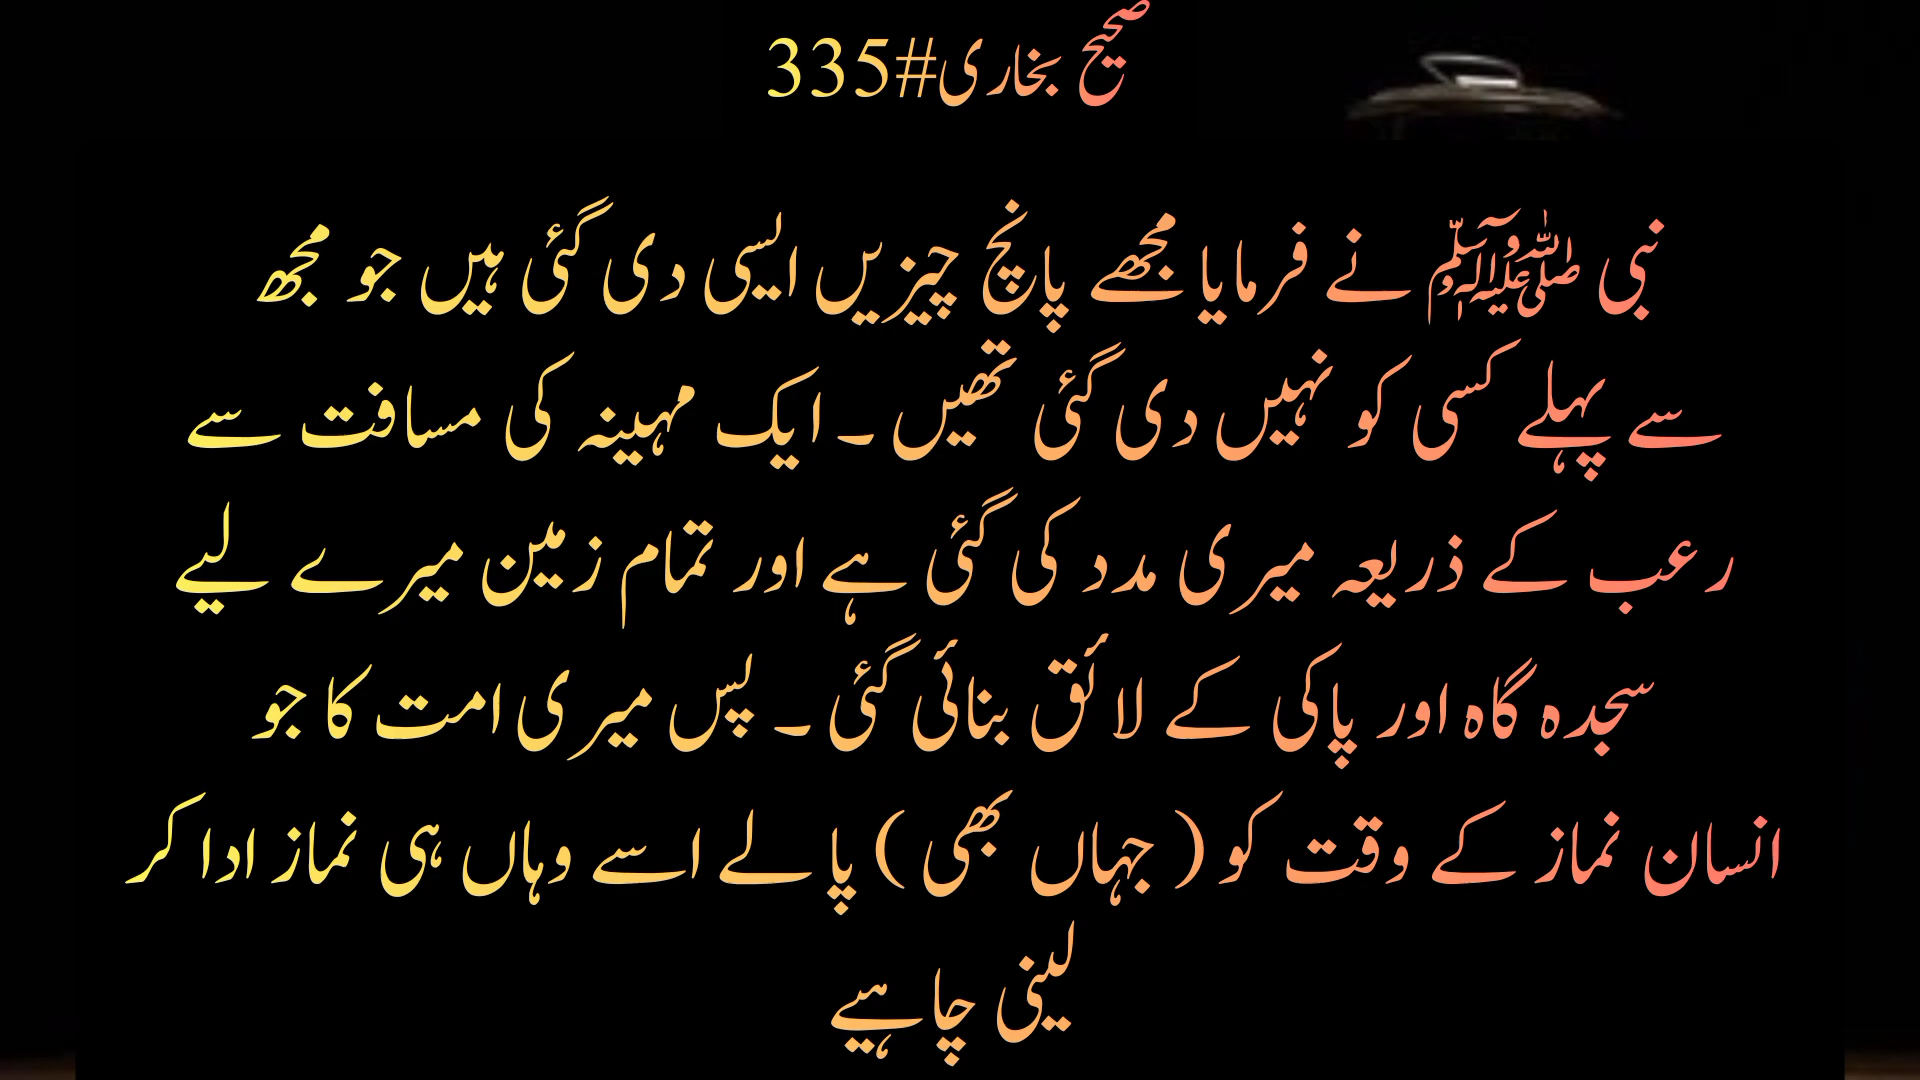 صحیح بخاری#335
نبی ﷺ نے فرمایا مجھے پانچ چیزیں ایسی دی گئی ہیں جو مجھ
سے پہلے کسی کو نہیں دی گئی تھیں ۔ ایک مہینہ کی مسافت سے
رعب کے ذریعہ میری مدد کی گئی ہے اور تمام زمین میرے لیے
سجدہ گاہ اور پاکی کے لائق بنائی گئی ۔ پس میری امت کا جو
انسان نماز کے وقت کو ( جہاں بھی ) پا لے اسے وہاں ہی نماز ادا کر
لینی چاہیے